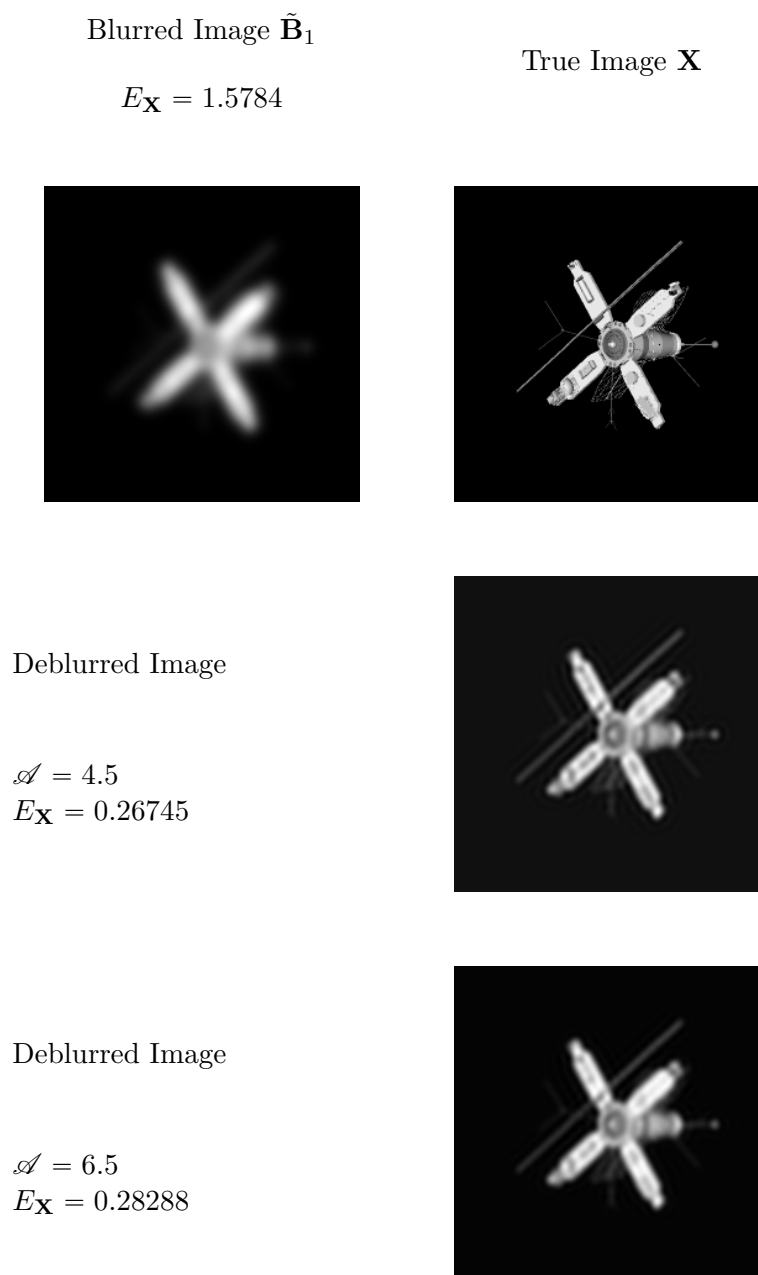 Blurred Image B̃₁
E_X = 1.5784
True Image X
Deblurred Image
𝒜 = 4.5
E_X = 0.26745
Deblurred Image
𝒜 = 6.5
E_X = 0.28288